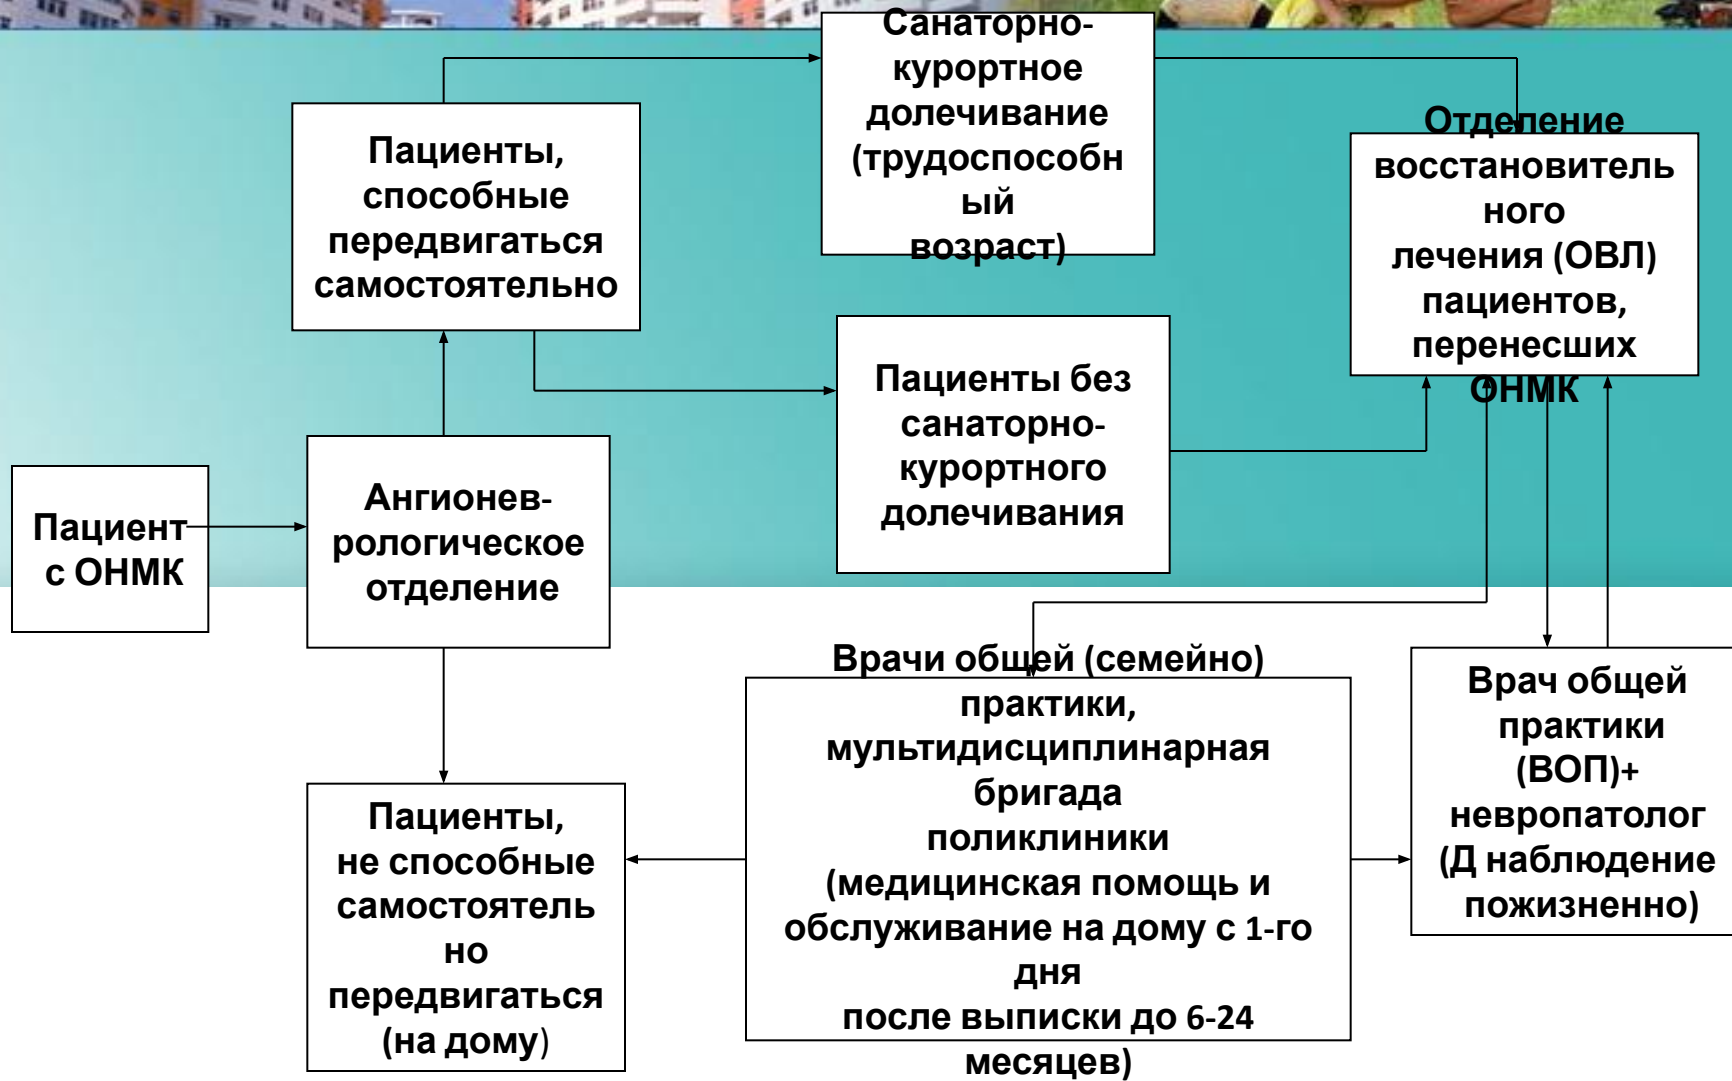 Санаторно-
курортное
долечивание
(трудоспособн
ый
возраст)
Отделение
восстановитель
ного
лечения (ОВЛ)
пациентов,
перенесших
ОНМК
Пациенты,
способные
передвигаться
самостоятельно
Пациенты без
санаторно-
курортного
долечивания
Пациент
с ОНМК
Ангионев-
рологическое
отделение
Врачи общей (семейно)
практики,
мультидисциплинарная
бригада
поликлиники
(медицинская помощь и
обслуживание на дому с 1-го
дня
после выписки до 6-24
месяцев)
Врач общей
практики
(ВОП)+
невропатолог
(Д наблюдение
пожизненно)
Пациенты,
не способные
самостоятель
но
передвигаться
(на дому)